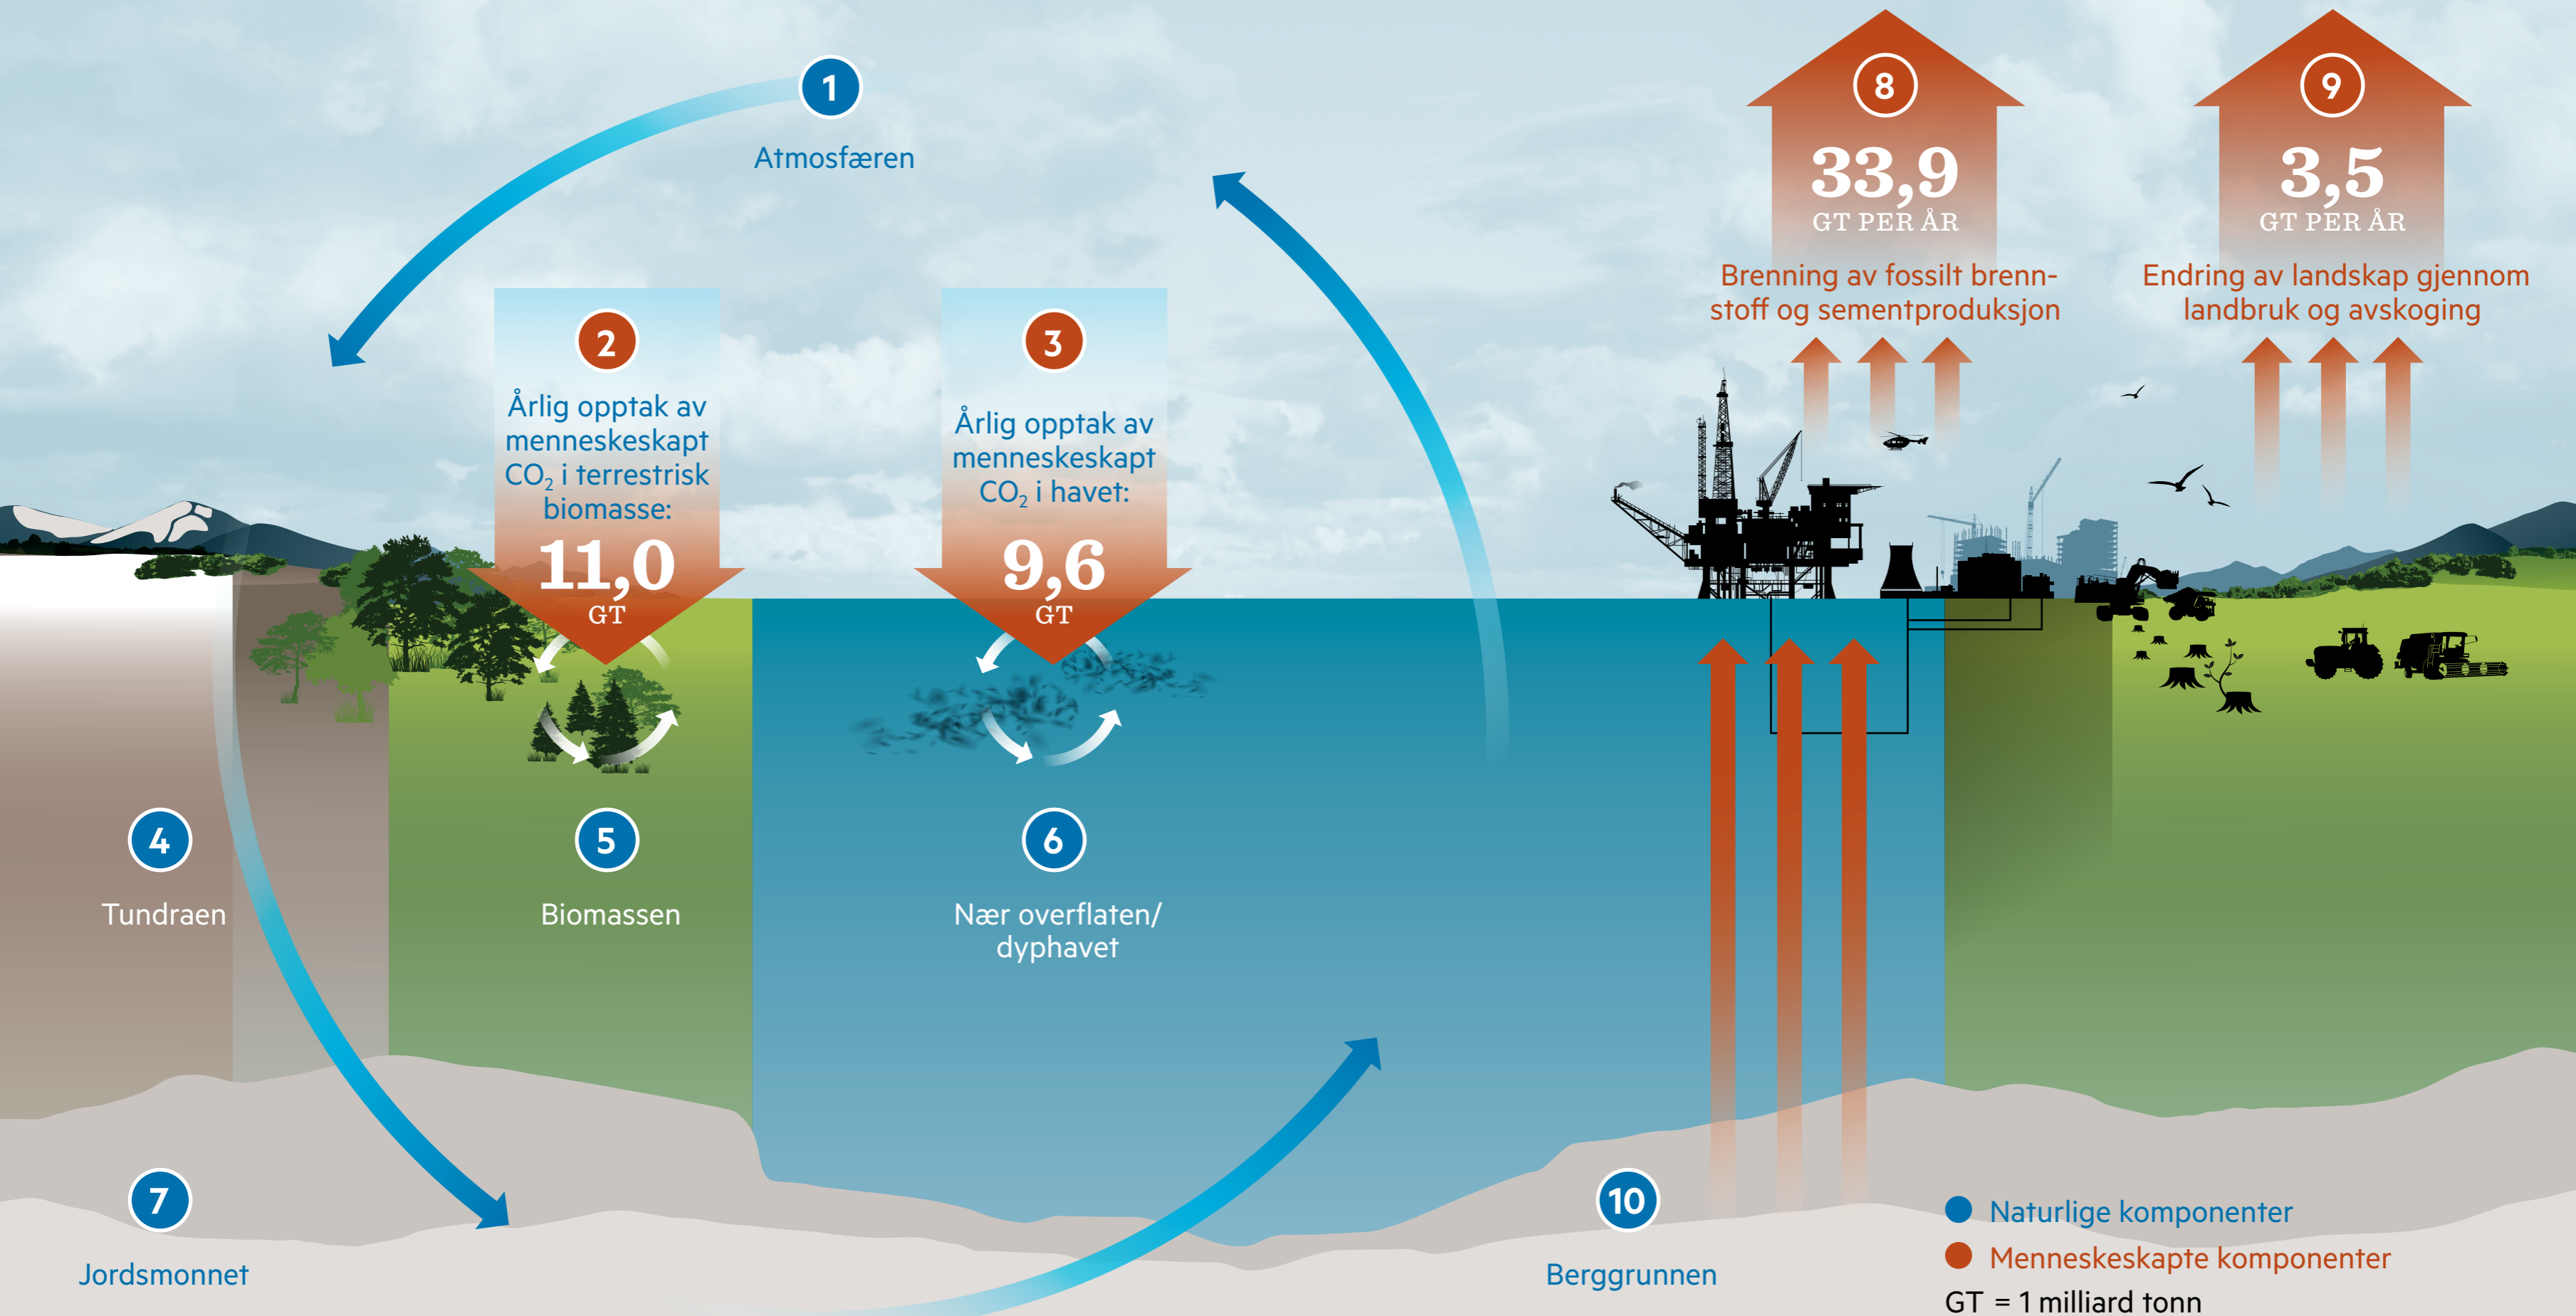 1
Atmosfæren
8
33,9
GT PER ÅR
Brenning av fossilt brenn-
stoff og sementproduksjon
9
3,5
GT PER ÅR
Endring av landskap gjennom
landbruk og avskoging
2
Årlig opptak av
menneskeskapt
CO₂ i terrestrisk
biomasse:
11,0
GT
3
Årlig opptak av
menneskeskapt
CO₂ i havet:
9,6
GT
4
Tundraen
5
Biomassen
6
Nær overflaten/
dyphavet
7
Jordsmonnet
10
Berggrunnen
Naturlige komponenter
Menneskeskapte komponenter
GT = 1 milliard tonn